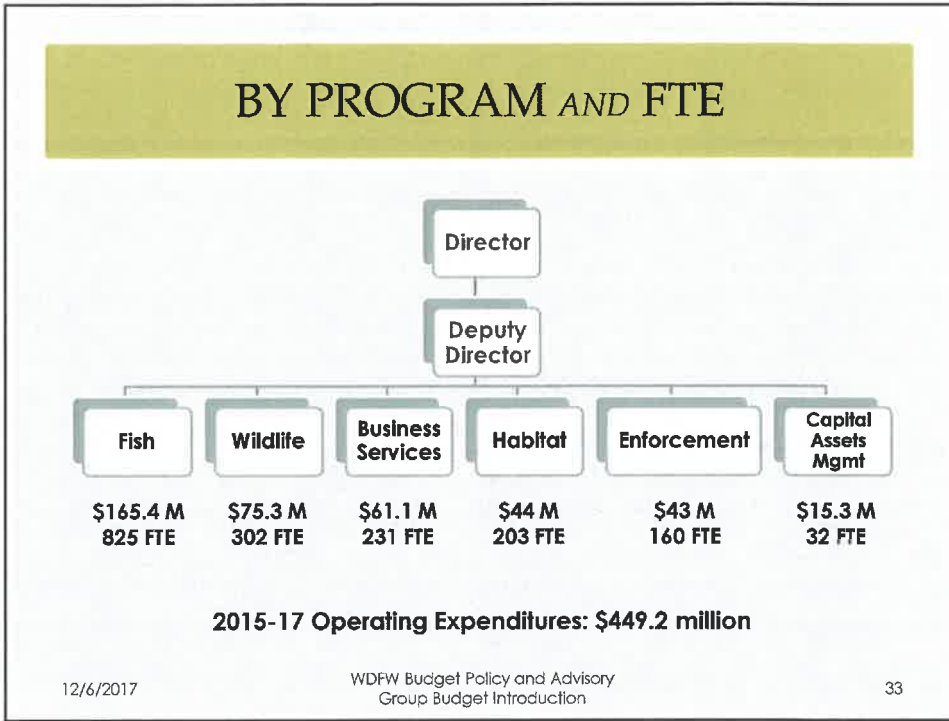 BY PROGRAM AND FTE
Director
Deputy
Director
Fish
Wildlife
Business
Services
Habitat
Enforcement
Capital
Assets
Mgmt
$165.4 M
825 FTE
$75.3 M
302 FTE
$61.1 M
231 FTE
$44 M
203 FTE
$43 M
160 FTE
$15.3 M
32 FTE
2015-17 Operating Expenditures: $449.2 million
12/6/2017
WDFW Budget Policy and Advisory
Group Budget Introduction
33